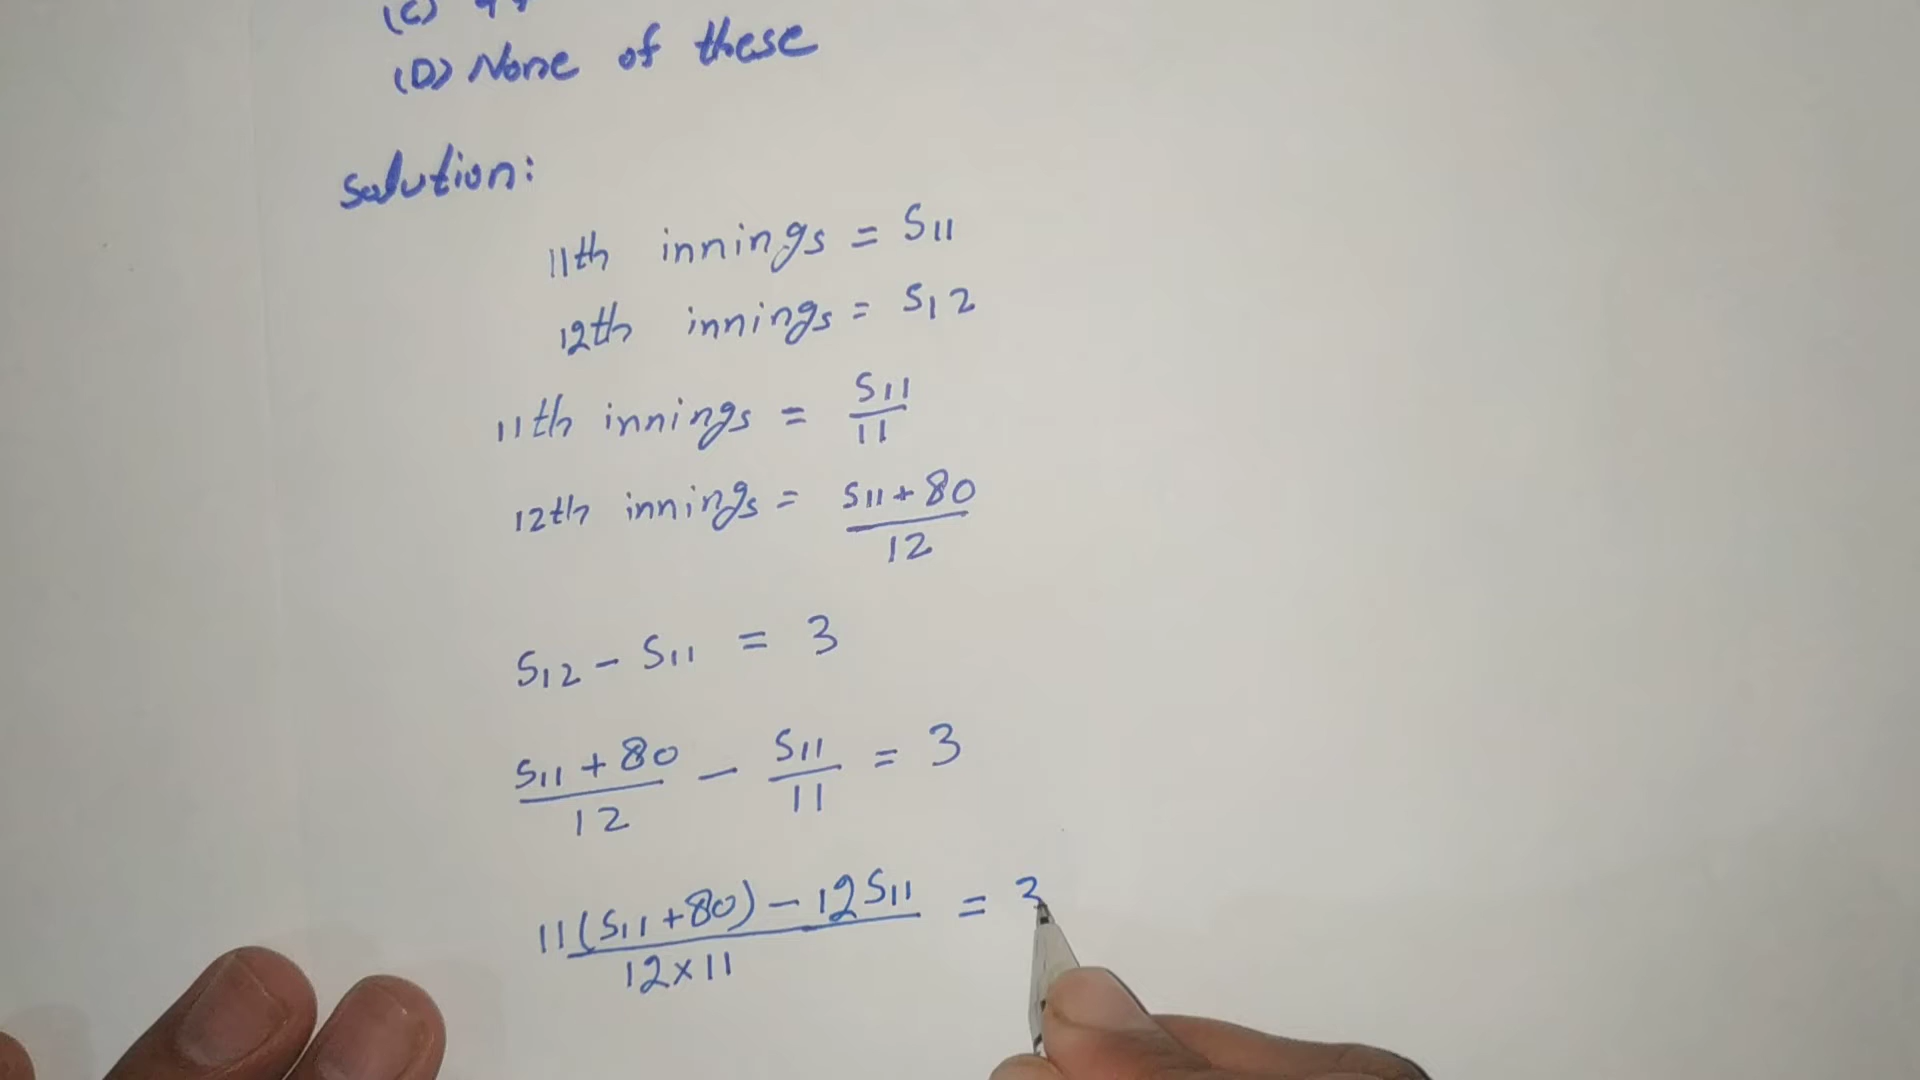 (C)
(D) None of these
Solution:
11th innings = S11
12th innings = S12
11th innings = S11/11
12th innings = S11+80/12
S12 - S11 = 3
S11+80/12 - S11/11 = 3
11(S11+80) - 12S11/12×11 = 3